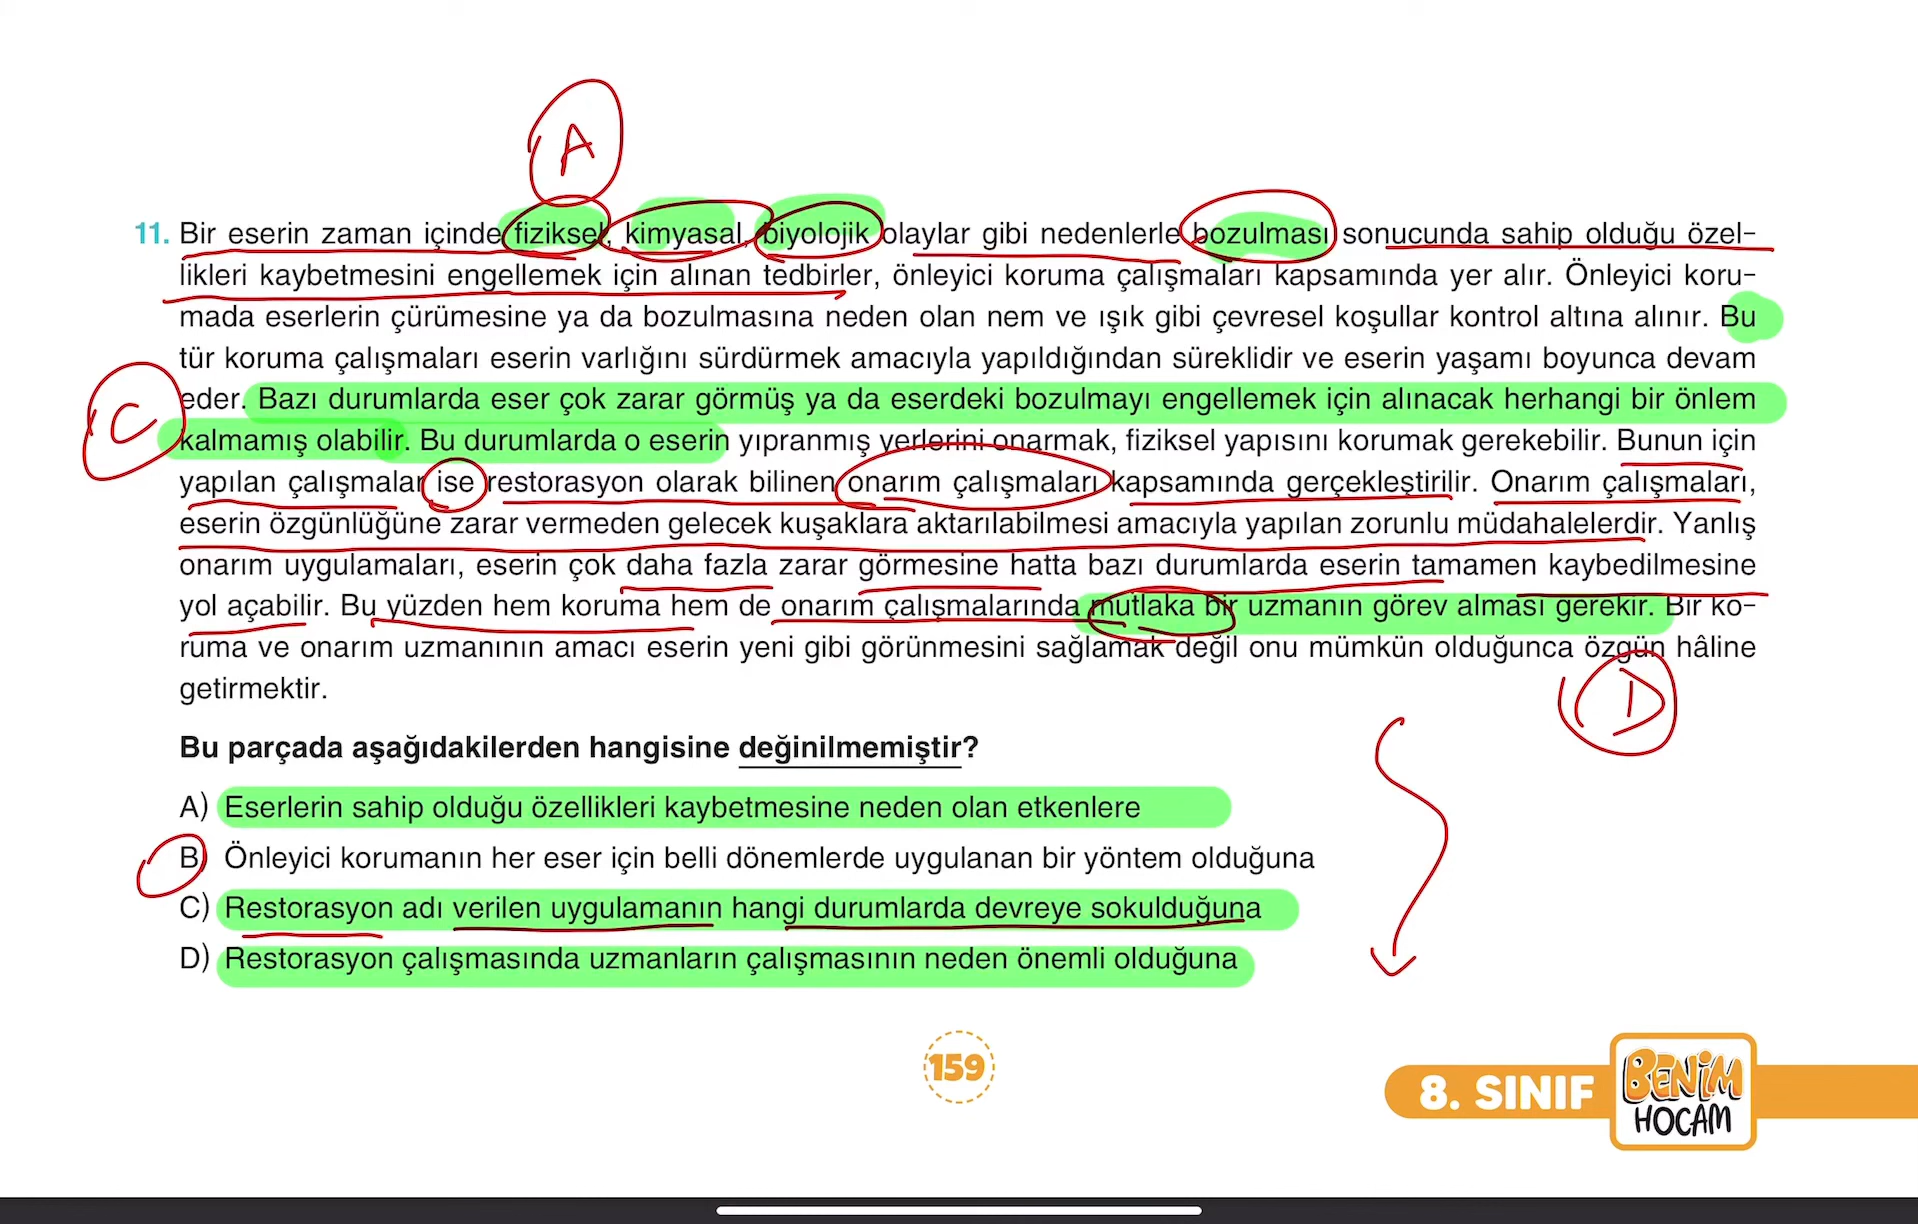 A
11. Bir eserin zaman içinde fiziksel, kimyasal, biyolojik olaylar gibi nedenlerle bozulması sonucunda sahip olduğu özel-
likleri kaybetmesini engellemek için alınan tedbirler, önleyici koruma çalışmaları kapsamında yer alır. Önleyici koru-
mada eserlerin çürümesine ya da bozulmasına neden olan nem ve ışık gibi çevresel koşullar kontrol altına alınır. Bu
tür koruma çalışmaları eserin varlığını sürdürmek amacıyla yapıldığından süreklidir ve eserin yaşamı boyunca devam
eder. Bazı durumlarda eser çok zarar görmüş ya da eserdeki bozulmayı engellemek için alınacak herhangi bir önlem
C
kalmamış olabilir. Bu durumlarda o eserin yıpranmış yerlerini onarmak, fiziksel yapısını korumak gerekebilir. Bunun için
yapılan çalışmalar ise restorasyon olarak bilinen onarım çalışmaları kapsamında gerçekleştirilir. Onarım çalışmaları,
eserin özgünlüğüne zarar vermeden gelecek kuşaklara aktarılabilmesi amacıyla yapılan zorunlu müdahalelerdir. Yanlış
onarım uygulamaları, eserin çok daha fazla zarar görmesine hatta bazı durumlarda eserin tamamen kaybedilmesine
yol açabilir. Bu yüzden hem koruma hem de onarım çalışmalarında mutlaka bir uzmanın görev alması gerekir. Bir ko-
ruma ve onarım uzmanının amacı eserin yeni gibi görünmesini sağlamak değil onu mümkün olduğunca özgün hâline
getirmektir.
D
Bu parçada aşağıdakilerden hangisine değinilmemiştir?
A) Eserlerin sahip olduğu özellikleri kaybetmesine neden olan etkenlere
B) Önleyici korumanın her eser için belli dönemlerde uygulanan bir yöntem olduğuna
C) Restorasyon adı verilen uygulamanın hangi durumlarda devreye sokulduğuna
D) Restorasyon çalışmasında uzmanların çalışmasının neden önemli olduğuna
159
8. SINIF
BENİM
HOCAM